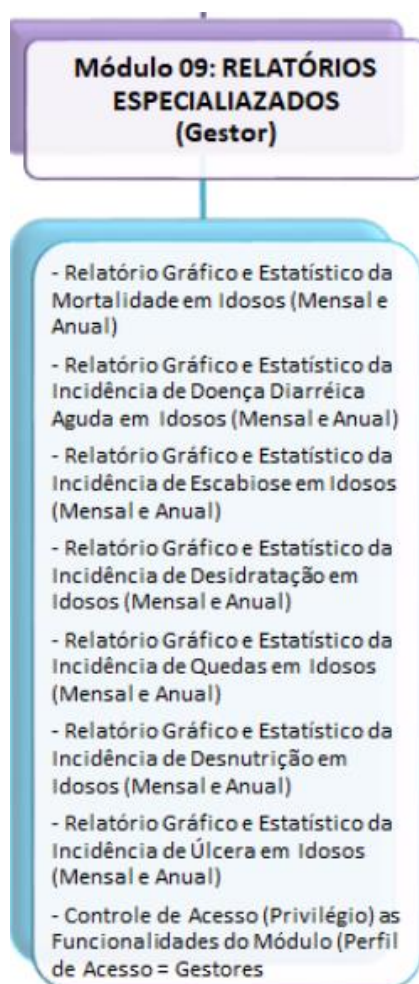 Módulo 09: RELATÓRIOS
ESPECIALIAZADOS
(Gestor)
- Relatório Gráfico e Estatístico da
Mortalidade em Idosos (Mensal e
Anual)
- Relatório Gráfico e Estatístico da
Incidência de Doença Diarréica
Aguda em Idosos (Mensal e Anual)
- Relatório Gráfico e Estatístico da
Incidência de Escabiose em Idosos
(Mensal e Anual)
- Relatório Gráfico e Estatístico da
Incidência de Desidratação em
Idosos (Mensal e Anual)
- Relatório Gráfico e Estatístico da
Incidência de Quedas em Idosos
(Mensal e Anual)
- Relatório Gráfico e Estatístico da
Incidência de Desnutrição em
Idosos (Mensal e Anual)
- Relatório Gráfico e Estatístico da
Incidência de Úlcera em Idosos
(Mensal e Anual)
- Controle de Acesso (Privilégio) as
Funcionalidades do Módulo (Perfil
de Acesso = Gestores